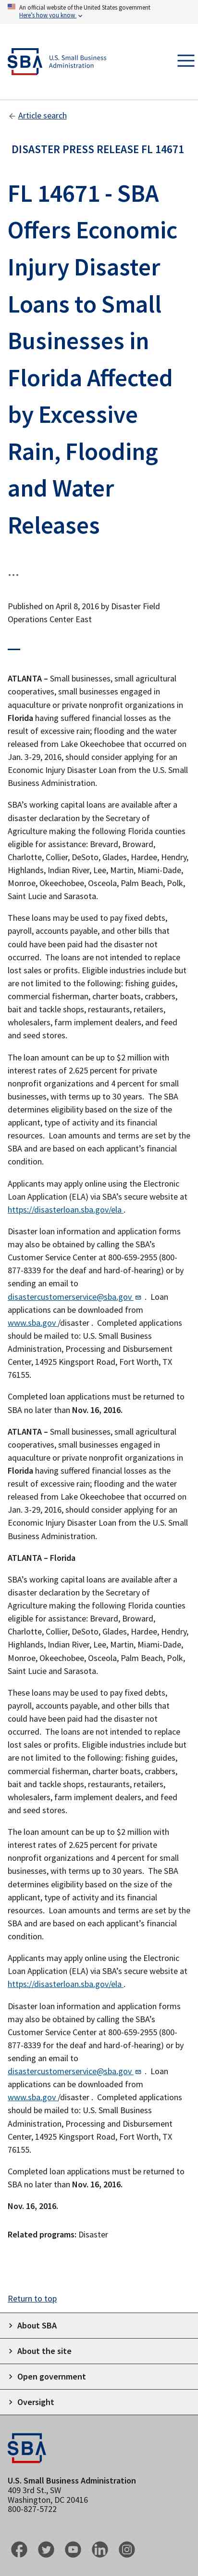 An official website of the United States government
Here's how you know
SBA
U.S. Small Business
Administration
Article search
DISASTER PRESS RELEASE FL 14671
FL 14671 - SBA
Offers Economic
Injury Disaster
Loans to Small
Businesses in
Florida Affected
by Excessive
Rain, Flooding
and Water
Releases
...
Published on April 8, 2016 by Disaster Field
Operations Center East
ATLANTA – Small businesses, small agricultural
cooperatives, small businesses engaged in
aquaculture or private nonprofit organizations in
Florida having suffered financial losses as the
result of excessive rain; flooding and the water
released from Lake Okeechobee that occurred on
Jan. 3-29, 2016, should consider applying for an
Economic Injury Disaster Loan from the U.S. Small
Business Administration.
SBA's working capital loans are available after a
disaster declaration by the Secretary of
Agriculture making the following Florida counties
eligible for assistance: Brevard, Broward,
Charlotte, Collier, DeSoto, Glades, Hardee, Hendry,
Highlands, Indian River, Lee, Martin, Miami-Dade,
Monroe, Okeechobee, Osceola, Palm Beach, Polk,
Saint Lucie and Sarasota.
These loans may be used to pay fixed debts,
payroll, accounts payable, and other bills that
could have been paid had the disaster not
occurred.  The loans are not intended to replace
lost sales or profits. Eligible industries include but
are not limited to the following: fishing guides,
commercial fisherman, charter boats, crabbers,
bait and tackle shops, restaurants, retailers,
wholesalers, farm implement dealers, and feed
and seed stores.
The loan amount can be up to $2 million with
interest rates of 2.625 percent for private
nonprofit organizations and 4 percent for small
businesses, with terms up to 30 years.  The SBA
determines eligibility based on the size of the
applicant, type of activity and its financial
resources.  Loan amounts and terms are set by the
SBA and are based on each applicant's financial
condition.
Applicants may apply online using the Electronic
Loan Application (ELA) via SBA's secure website at
https://disasterloan.sba.gov/ela .
Disaster loan information and application forms
may also be obtained by calling the SBA's
Customer Service Center at 800-659-2955 (800-
877-8339 for the deaf and hard-of-hearing) or by
sending an email to
disastercustomerservice@sba.gov .  Loan
applications can be downloaded from
www.sba.gov /disaster .  Completed applications
should be mailed to: U.S. Small Business
Administration, Processing and Disbursement
Center, 14925 Kingsport Road, Fort Worth, TX
76155.
Completed loan applications must be returned to
SBA no later than Nov. 16, 2016.
ATLANTA – Small businesses, small agricultural
cooperatives, small businesses engaged in
aquaculture or private nonprofit organizations in
Florida having suffered financial losses as the
result of excessive rain; flooding and the water
released from Lake Okeechobee that occurred on
Jan. 3-29, 2016, should consider applying for an
Economic Injury Disaster Loan from the U.S. Small
Business Administration.
ATLANTA – Florida
SBA's working capital loans are available after a
disaster declaration by the Secretary of
Agriculture making the following Florida counties
eligible for assistance: Brevard, Broward,
Charlotte, Collier, DeSoto, Glades, Hardee, Hendry,
Highlands, Indian River, Lee, Martin, Miami-Dade,
Monroe, Okeechobee, Osceola, Palm Beach, Polk,
Saint Lucie and Sarasota.
These loans may be used to pay fixed debts,
payroll, accounts payable, and other bills that
could have been paid had the disaster not
occurred.  The loans are not intended to replace
lost sales or profits. Eligible industries include but
are not limited to the following: fishing guides,
commercial fisherman, charter boats, crabbers,
bait and tackle shops, restaurants, retailers,
wholesalers, farm implement dealers, and feed
and seed stores.
The loan amount can be up to $2 million with
interest rates of 2.625 percent for private
nonprofit organizations and 4 percent for small
businesses, with terms up to 30 years.  The SBA
determines eligibility based on the size of the
applicant, type of activity and its financial
resources.  Loan amounts and terms are set by the
SBA and are based on each applicant's financial
condition.
Applicants may apply online using the Electronic
Loan Application (ELA) via SBA's secure website at
https://disasterloan.sba.gov/ela .
Disaster loan information and application forms
may also be obtained by calling the SBA's
Customer Service Center at 800-659-2955 (800-
877-8339 for the deaf and hard-of-hearing) or by
sending an email to
disastercustomerservice@sba.gov .  Loan
applications can be downloaded from
www.sba.gov /disaster .  Completed applications
should be mailed to: U.S. Small Business
Administration, Processing and Disbursement
Center, 14925 Kingsport Road, Fort Worth, TX
76155.
Completed loan applications must be returned to
SBA no later than Nov. 16, 2016.
Nov. 16, 2016.
Related programs: Disaster
Return to top
About SBA
About the site
Open government
Oversight
SBA
U.S. Small Business Administration
409 3rd St., SW
Washington, DC 20416
800-827-5722